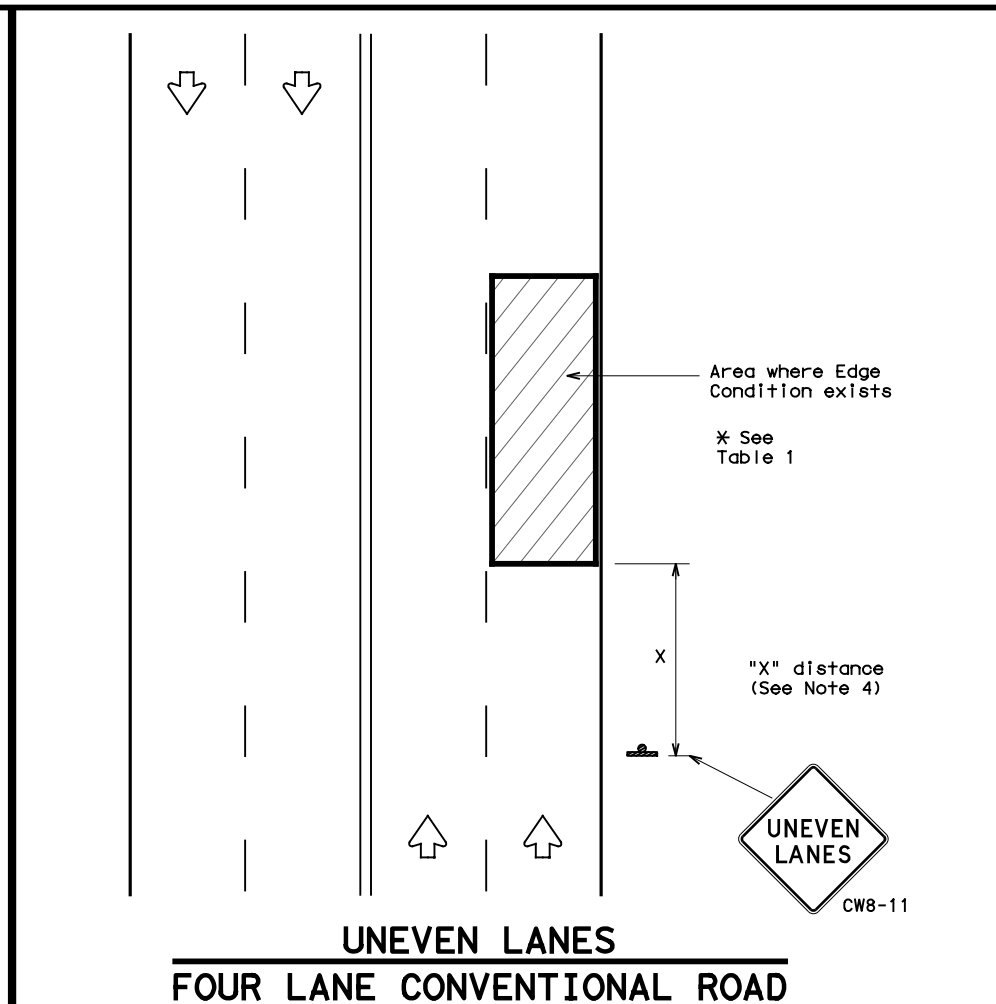 Area where Edge
Condition exists
* See
Table 1
X
"X" distance
(See Note 4)
UNEVEN
LANES
CW8-11
UNEVEN LANES
FOUR LANE CONVENTIONAL ROAD